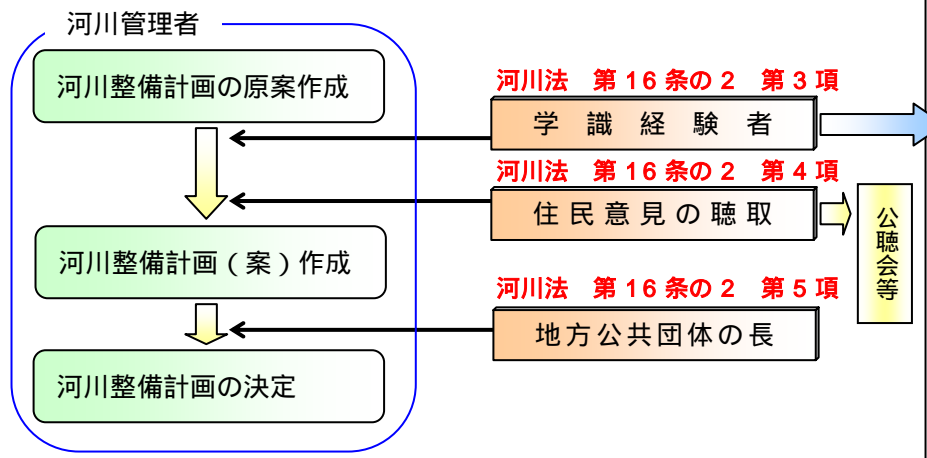 河川管理者
河川整備計画の原案作成
河川法 第16条の2 第3項
学識経験者
河川法 第16条の2 第4項
住民意見の聴取
公聴会等
河川整備計画(案)作成
河川法 第16条の2 第5項
地方公共団体の長
河川整備計画の決定